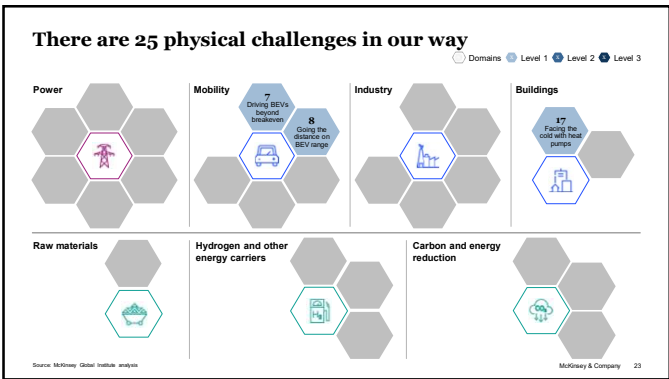 There are 25 physical challenges in our way
Domains Level 1 Level 2 Level 3
Power
Mobility
7
Driving BEVs
beyond
breakeven
8
Going the
distance on
BEV range
Industry
Buildings
17
Facing the
cold with heat
pumps
Raw materials
Hydrogen and other
energy carriers
Carbon and energy
reduction
Source: McKinsey Global Institute analysis
McKinsey & Company 23